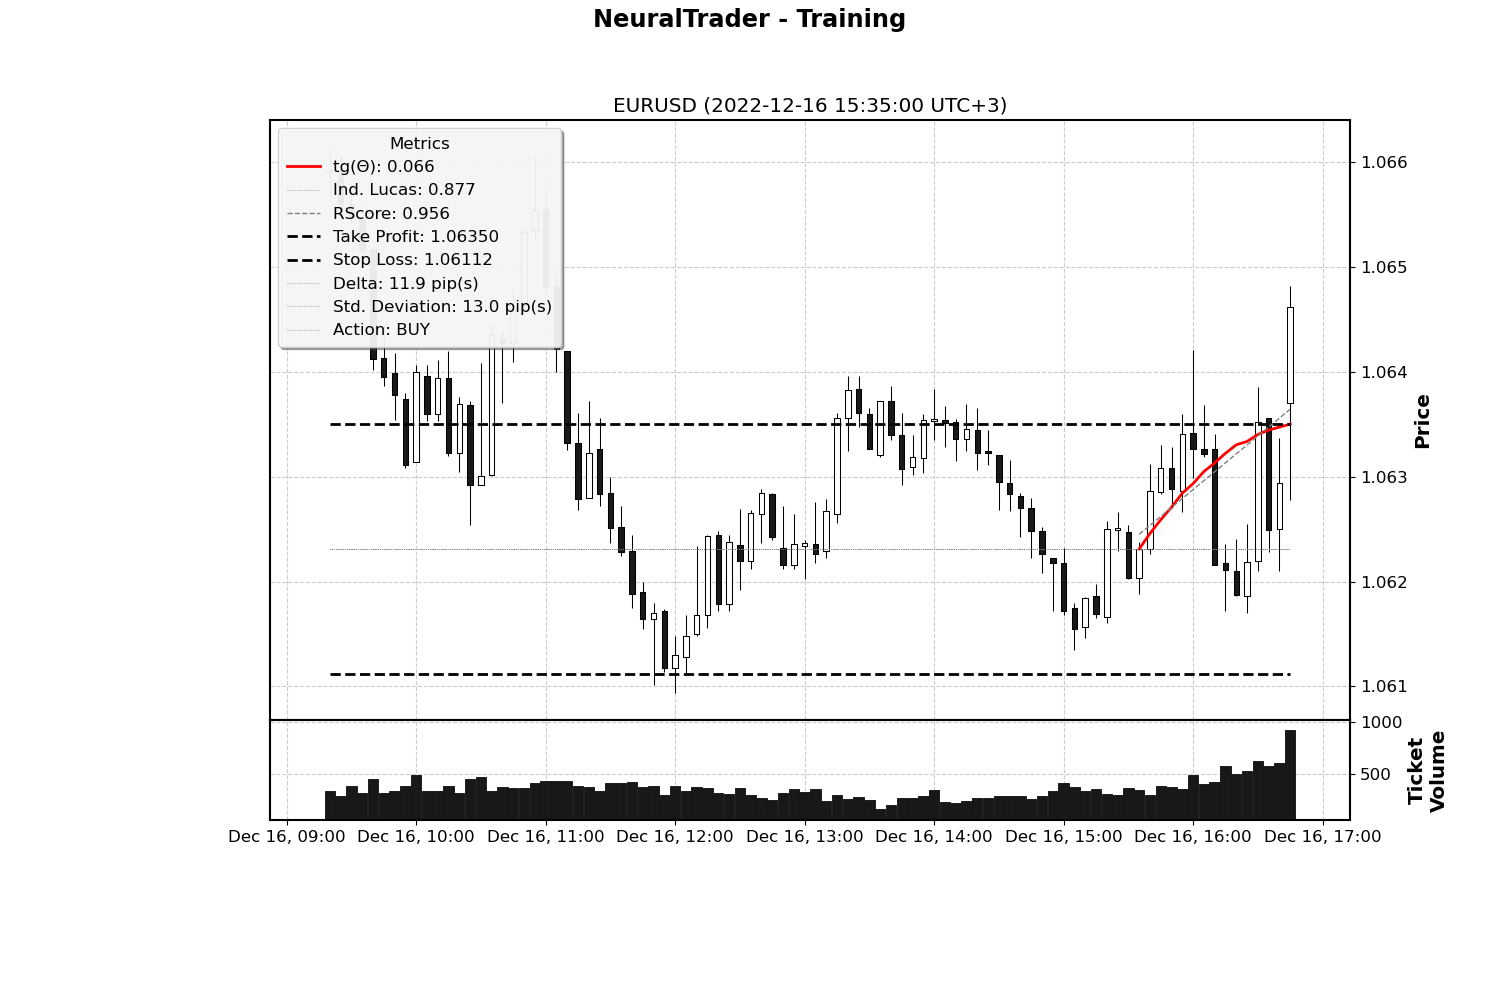 NeuralTrader - Training
EURUSD (2022-12-16 15:35:00 UTC+3)
Metrics
tg(Θ): 0.066
Ind. Lucas: 0.877
RScore: 0.956
Take Profit: 1.06350
Stop Loss: 1.06112
Delta: 11.9 pip(s)
Std. Deviation: 13.0 pip(s)
Action: BUY
1.066
1.065
1.064
1.063
1.062
1.061
Price
1000
500
Ticket
Volume
Dec 16, 09:00 Dec 16, 10:00 Dec 16, 11:00 Dec 16, 12:00 Dec 16, 13:00 Dec 16, 14:00 Dec 16, 15:00 Dec 16, 16:00 Dec 16, 17:00